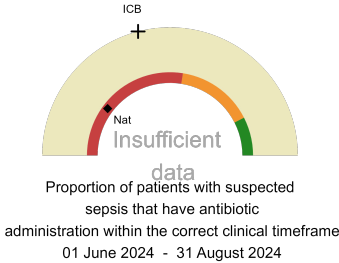 ICB
Nat
Insufficient
data
Proportion of patients with suspected
sepsis that have antibiotic
administration within the correct clinical timeframe
01 June 2024 - 31 August 2024